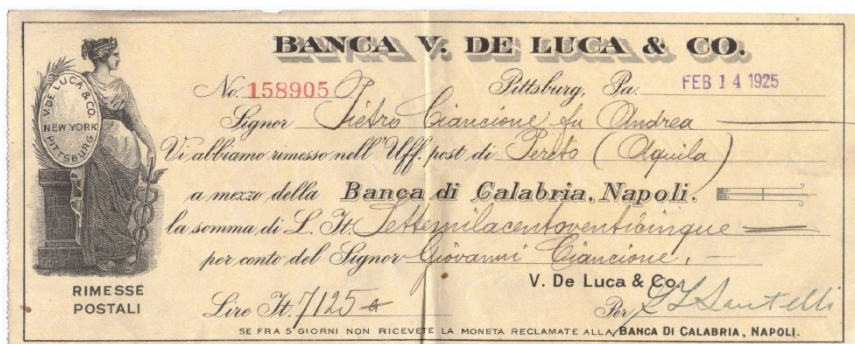 BANCA V. DE LUCA & CO.
No. 158905 Pittsburg, Pa. FEB 14 1925
Signor Pietro Ciancione fu Andrea
Vi abbiamo rimesso nell' Uff. post. di Pereto (Aquila)
a mezzo della Banca di Calabria, Napoli,
la somma di L. It. Settemilacentoventicinque
per conto del Signor Giovanni Ciancione.
V. De Luca & Co.
Lire It. 7125 Per L L Santelli
SE FRA 5 GIORNI NON RICEVETE LA MONETA RECLAMATE ALLA BANCA DI CALABRIA, NAPOLI.
V. DE LUCA & CO.
NEW YORK
PITTSBURG
RIMESSE
POSTALI